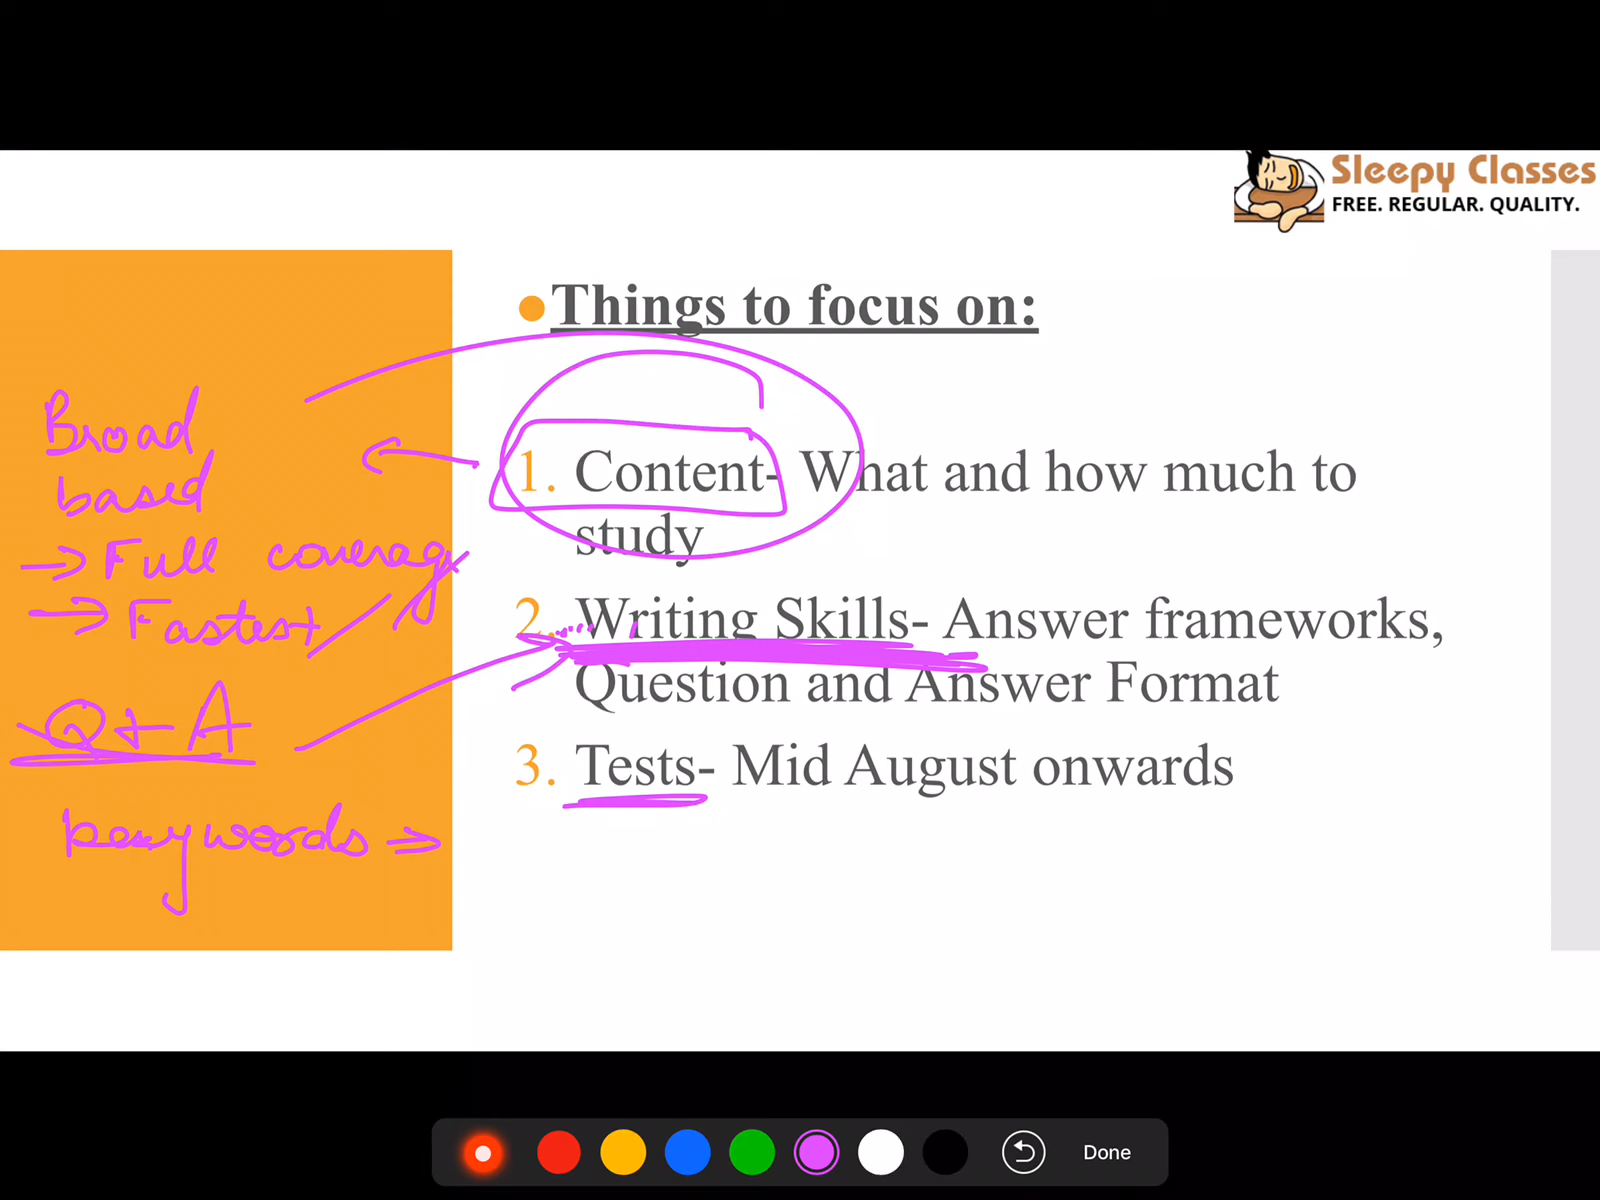 Sleepy Classes
FREE. REGULAR. QUALITY.
Things to focus on:
1. Content- What and how much to
study
2. Writing Skills- Answer frameworks,
Question and Answer Format
3. Tests- Mid August onwards
Broad
based
→ Full coverage
→ Fastest
Q + A
keywords →
Done